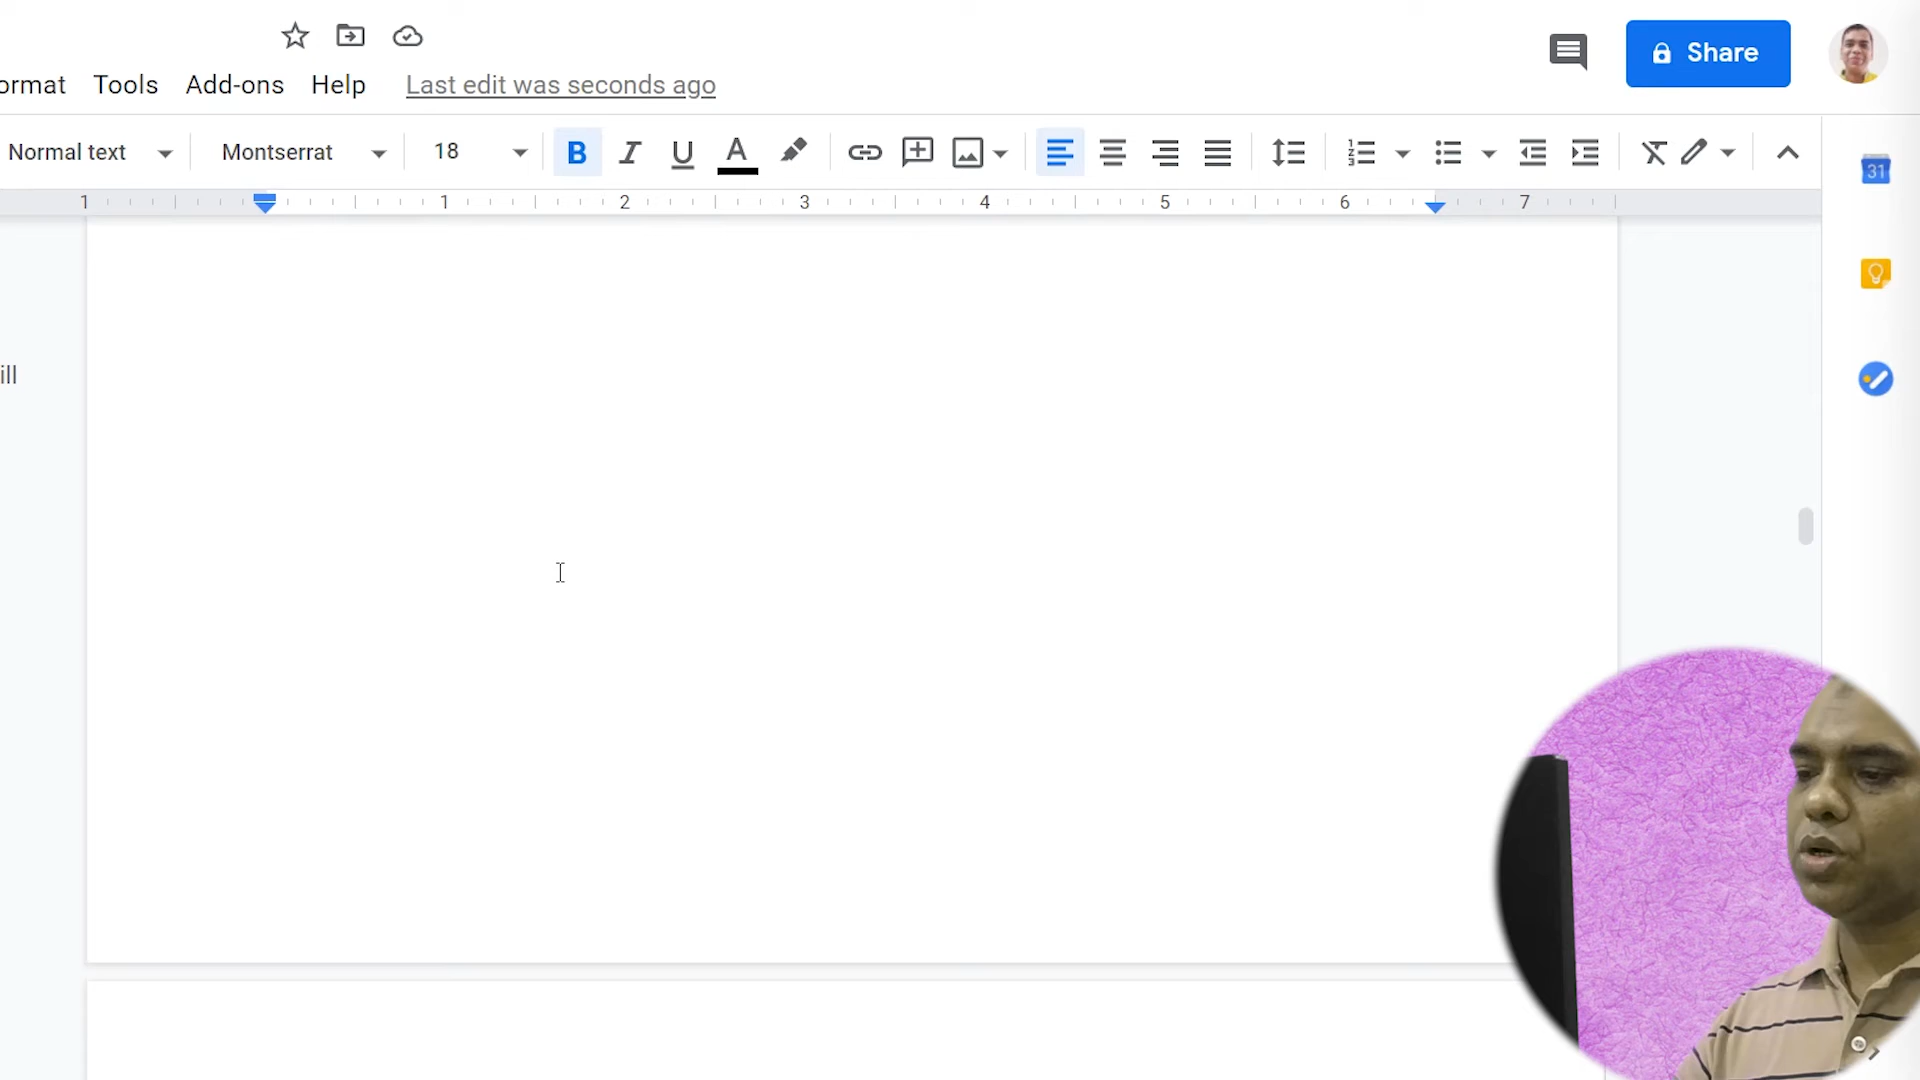 ormat Tools Add-ons Help Last edit was seconds ago
Share
Normal text Montserrat 18 B I U A
1 1 2 3 4 5 6 7
31
ill